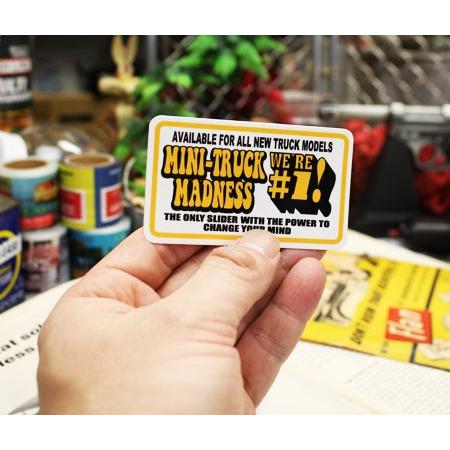 AVAILABLE FOR ALL NEW TRUCK MODELS
MINI-TRUCK MADNESS
WE'RE #1!
THE ONLY SLIDER WITH THE POWER TO
CHANGE YOUR MIND